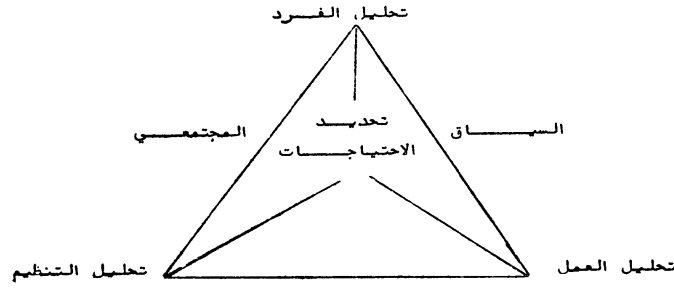 تحليل الفرد
تحديد
السياق المجتمعي
الاحتياجات
تحليل العمل
تحليل التنظيم